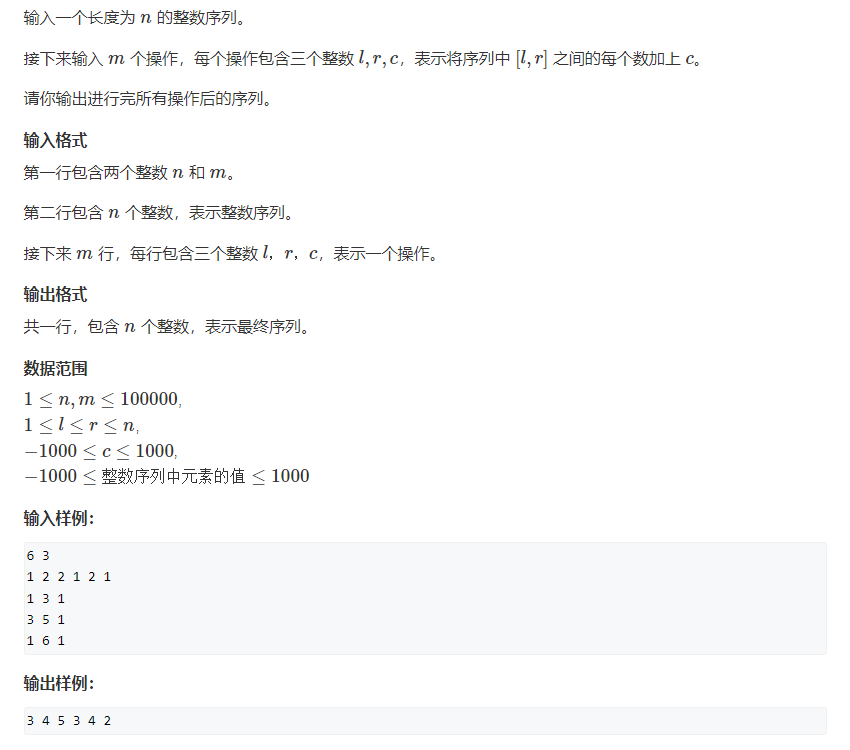 输入一个长度为 n 的整数序列。
接下来输入 m 个操作，每个操作包含三个整数 l,r,c，表示将序列中 [l,r] 之间的每个数加上 c。
请你输出进行完所有操作后的序列。
输入格式
第一行包含两个整数 n 和 m。
第二行包含 n 个整数，表示整数序列。
接下来 m 行，每行包含三个整数 l，r，c，表示一个操作。
输出格式
共一行，包含 n 个整数，表示最终序列。
数据范围
1 ≤ n,m ≤ 100000,
1 ≤ l ≤ r ≤ n,
−1000 ≤ c ≤ 1000,
−1000 ≤ 整数序列中元素的值 ≤ 1000
输入样例：
6 3
1 2 2 1 2 1
1 3 1
3 5 1
1 6 1
输出样例：
3 4 5 3 4 2